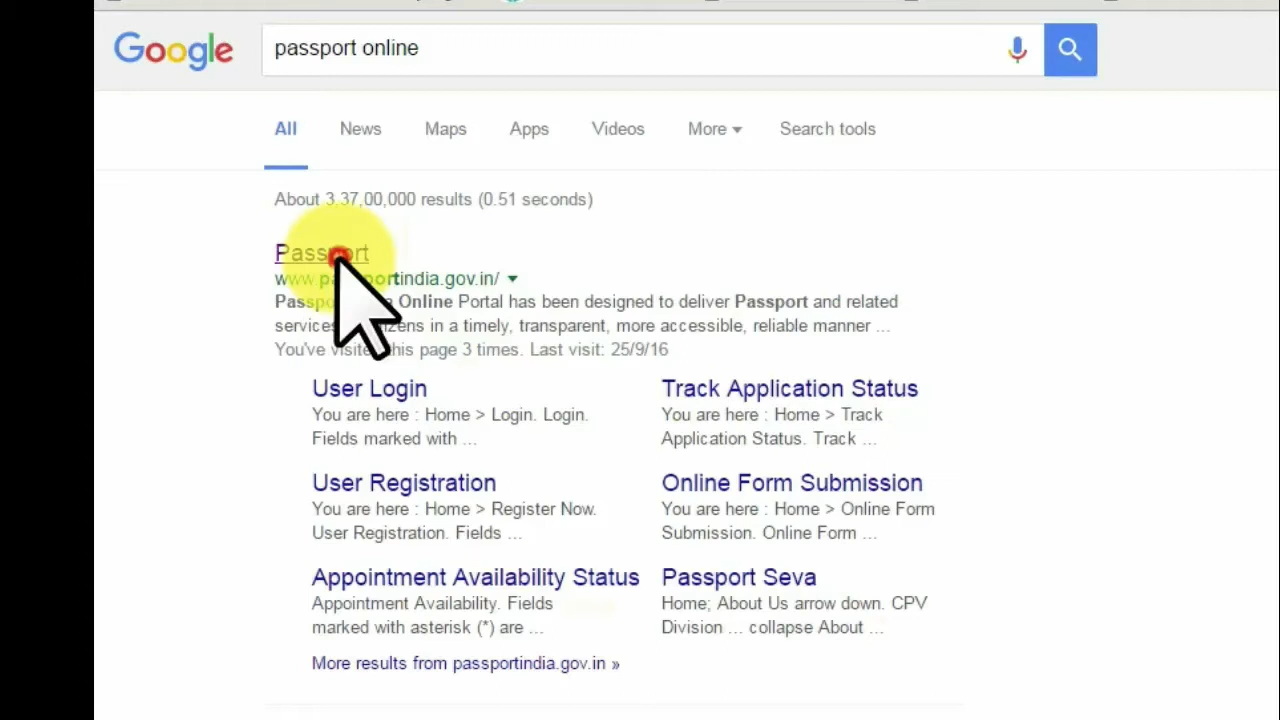 Google
passport online
All News Maps Apps Videos More Search tools
About 3,37,00,000 results (0.51 seconds)
Passport
www.passportindia.gov.in/
Online Portal has been designed to deliver Passport and related
services citizens in a timely, transparent, more accessible, reliable manner ...
You've visited this page 3 times. Last visit: 25/9/16
User Login
You are here : Home > Login. Login.
Fields marked with ...
Track Application Status
You are here : Home > Track
Application Status. Track ...
User Registration
You are here : Home > Register Now.
User Registration. Fields ...
Online Form Submission
You are here : Home > Online Form
Submission. Online Form ...
Appointment Availability Status
Appointment Availability. Fields
marked with asterisk (*) are ...
Passport Seva
Home; About Us arrow down. CPV
Division ... collapse About ...
More results from passportindia.gov.in »